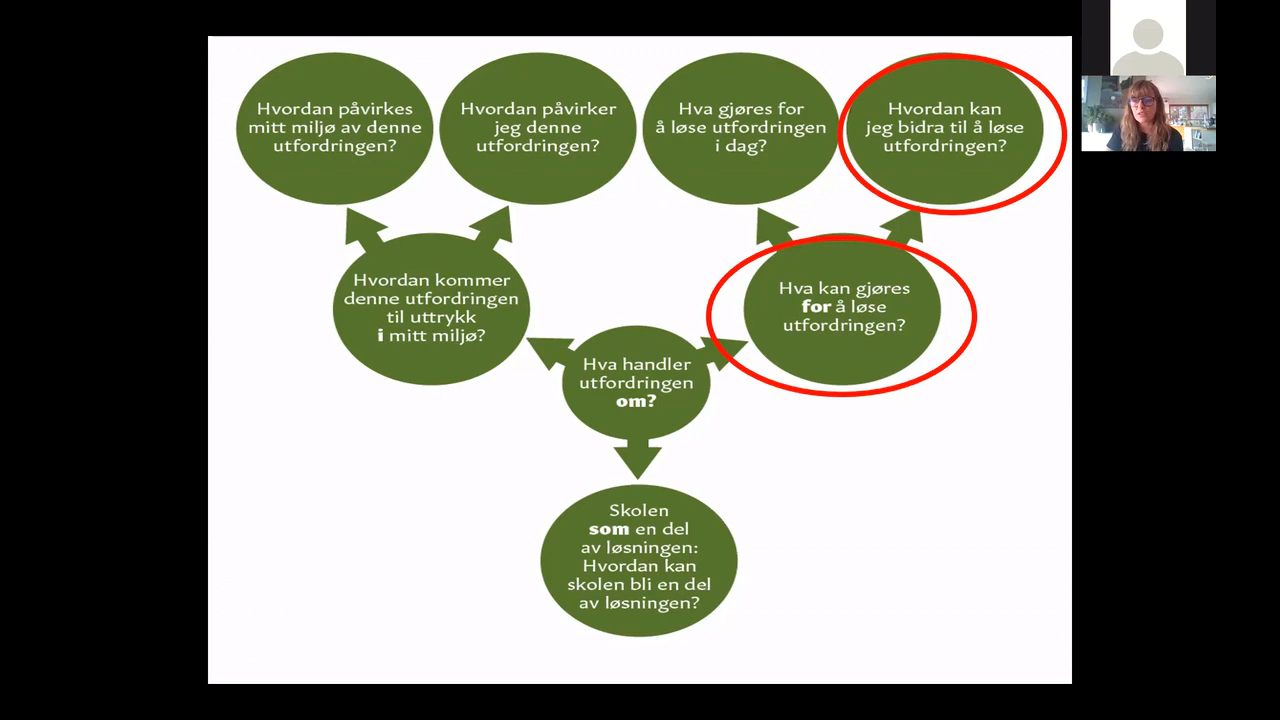 Hvordan påvirkes
mitt miljø av denne
utfordringen?
Hvordan påvirker
jeg denne
utfordringen?
Hva gjøres for
å løse utfordringen
i dag?
Hvordan kan
jeg bidra til å løse
utfordringen?
Hvordan kommer
denne utfordringen
til uttrykk
i mitt miljø?
Hva kan gjøres
for å løse
utfordringen?
Hva handler
utfordringen
om?
Skolen
som en del
av løsningen:
Hvordan kan
skolen bli en del
av løsningen?